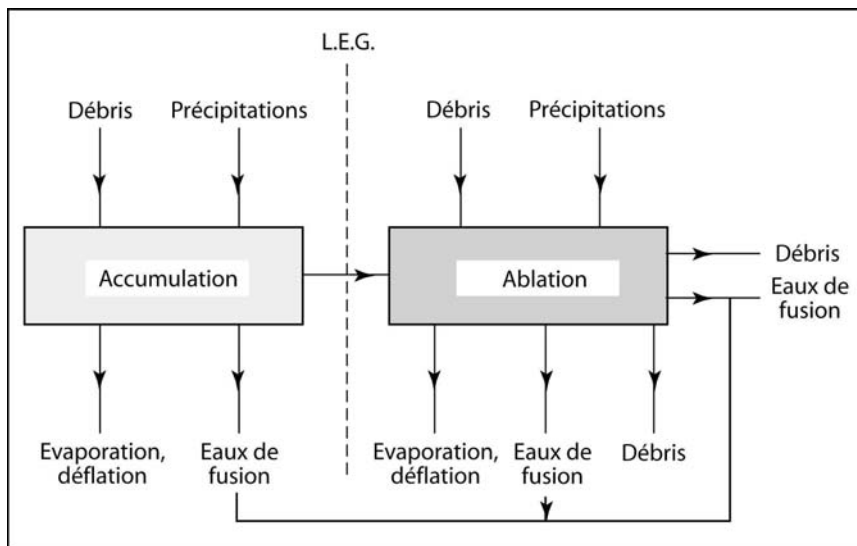 L.E.G.
Débris
Précipitations
Débris
Précipitations
Accumulation
Ablation
Débris
Eaux de
fusion
Evaporation,
déflation
Eaux de
fusion
Evaporation,
déflation
Eaux de
fusion
Débris